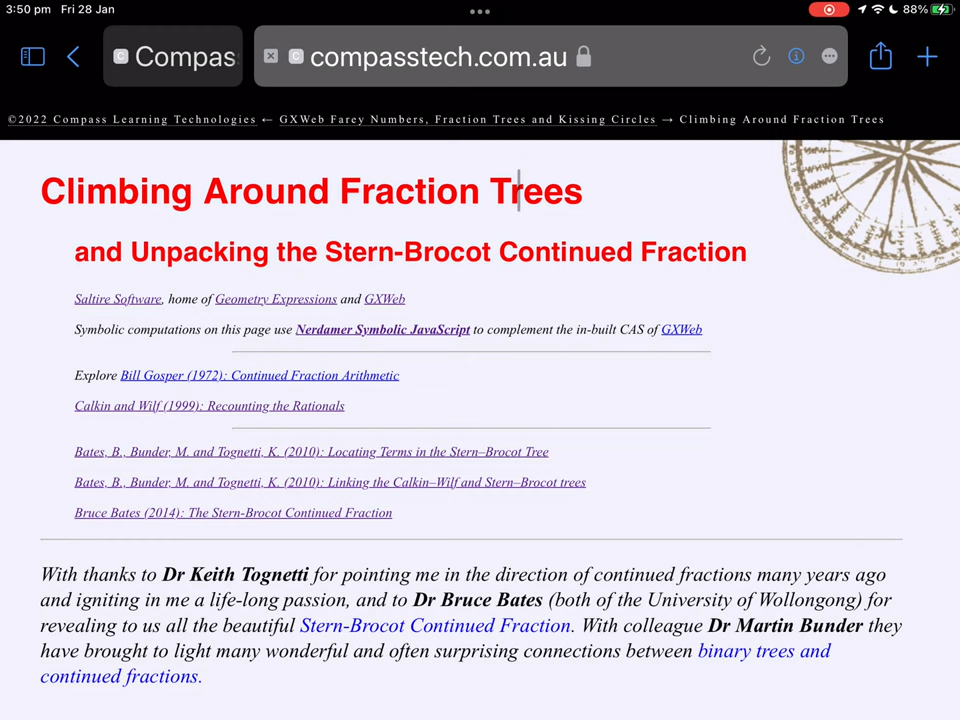 3:50 pm Fri 28 Jan
88%
Compass
compasstech.com.au
©2022 Compass Learning Technologies ← GXWeb Farey Numbers, Fraction Trees and Kissing Circles → Climbing Around Fraction Trees
Climbing Around Fraction Trees
and Unpacking the Stern-Brocot Continued Fraction
Saltire Software, home of Geometry Expressions and GXWeb
Symbolic computations on this page use Nerdamer Symbolic JavaScript to complement the in-built CAS of GXWeb
Explore Bill Gosper (1972): Continued Fraction Arithmetic
Calkin and Wilf (1999): Recounting the Rationals
Bates, B., Bunder, M. and Tognetti, K. (2010): Locating Terms in the Stern–Brocot Tree
Bates, B., Bunder, M. and Tognetti, K. (2010): Linking the Calkin–Wilf and Stern–Brocot trees
Bruce Bates (2014): The Stern-Brocot Continued Fraction
With thanks to Dr Keith Tognetti for pointing me in the direction of continued fractions many years ago
and igniting in me a life-long passion, and to Dr Bruce Bates (both of the University of Wollongong) for
revealing to us all the beautiful Stern-Brocot Continued Fraction. With colleague Dr Martin Bunder they
have brought to light many wonderful and often surprising connections between binary trees and
continued fractions.